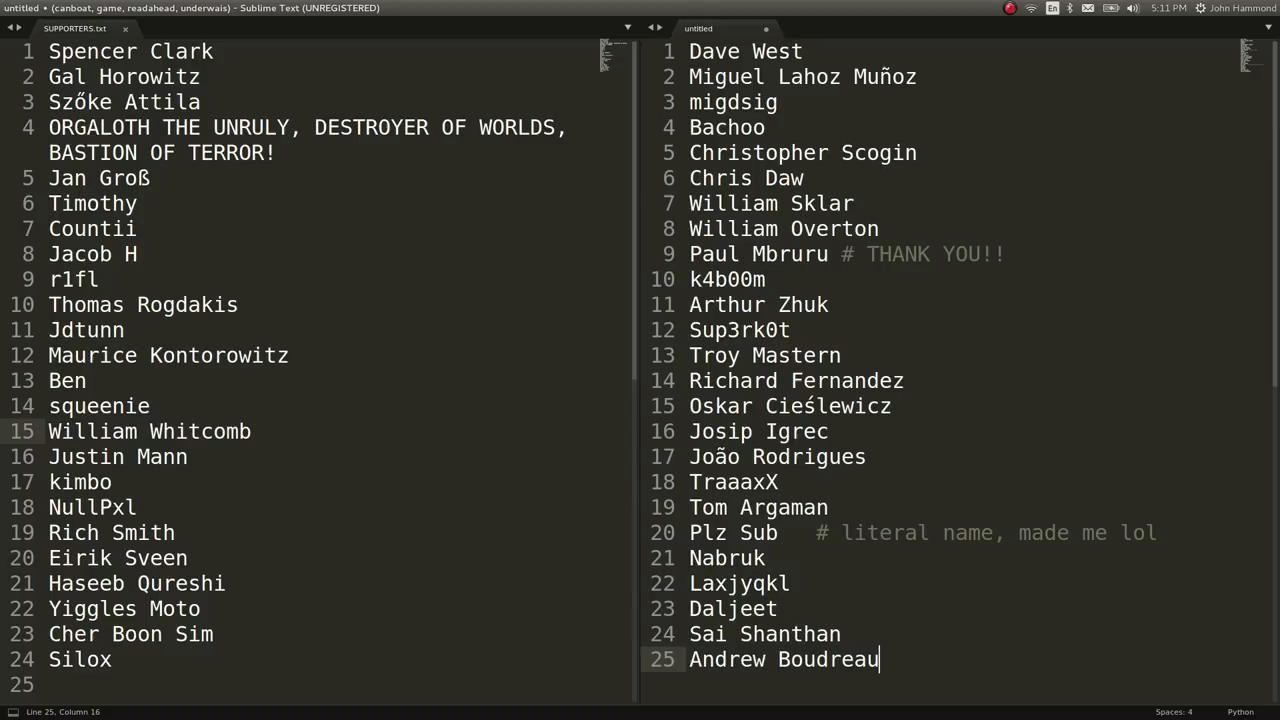 untitled • (canboat, game, readahead, underwais) - Sublime Text (UNREGISTERED)
En
5:11 PM
John Hammond
SUPPORTERS.txt
1 Spencer Clark
2 Gal Horowitz
3 Szőke Attila
4 ORGALOTH THE UNRULY, DESTROYER OF WORLDS,
BASTION OF TERROR!
5 Jan Groß
6 Timothy
7 Countii
8 Jacob H
9 r1fl
10 Thomas Rogdakis
11 Jdtunn
12 Maurice Kontorowitz
13 Ben
14 squeenie
15 William Whitcomb
16 Justin Mann
17 kimbo
18 NullPxl
19 Rich Smith
20 Eirik Sveen
21 Haseeb Qureshi
22 Yiggles Moto
23 Cher Boon Sim
24 Silox
25
untitled
1 Dave West
2 Miguel Lahoz Muñoz
3 migdsig
4 Bachoo
5 Christopher Scogin
6 Chris Daw
7 William Sklar
8 William Overton
9 Paul Mbruru # THANK YOU!!
10 k4b00m
11 Arthur Zhuk
12 Sup3rk0t
13 Troy Mastern
14 Richard Fernandez
15 Oskar Cieślewicz
16 Josip Igrec
17 João Rodrigues
18 TraaaxX
19 Tom Argaman
20 Plz Sub   # literal name, made me lol
21 Nabruk
22 Laxjyqkl
23 Daljeet
24 Sai Shanthan
25 Andrew Boudreau
Line 25, Column 16
Spaces: 4
Python